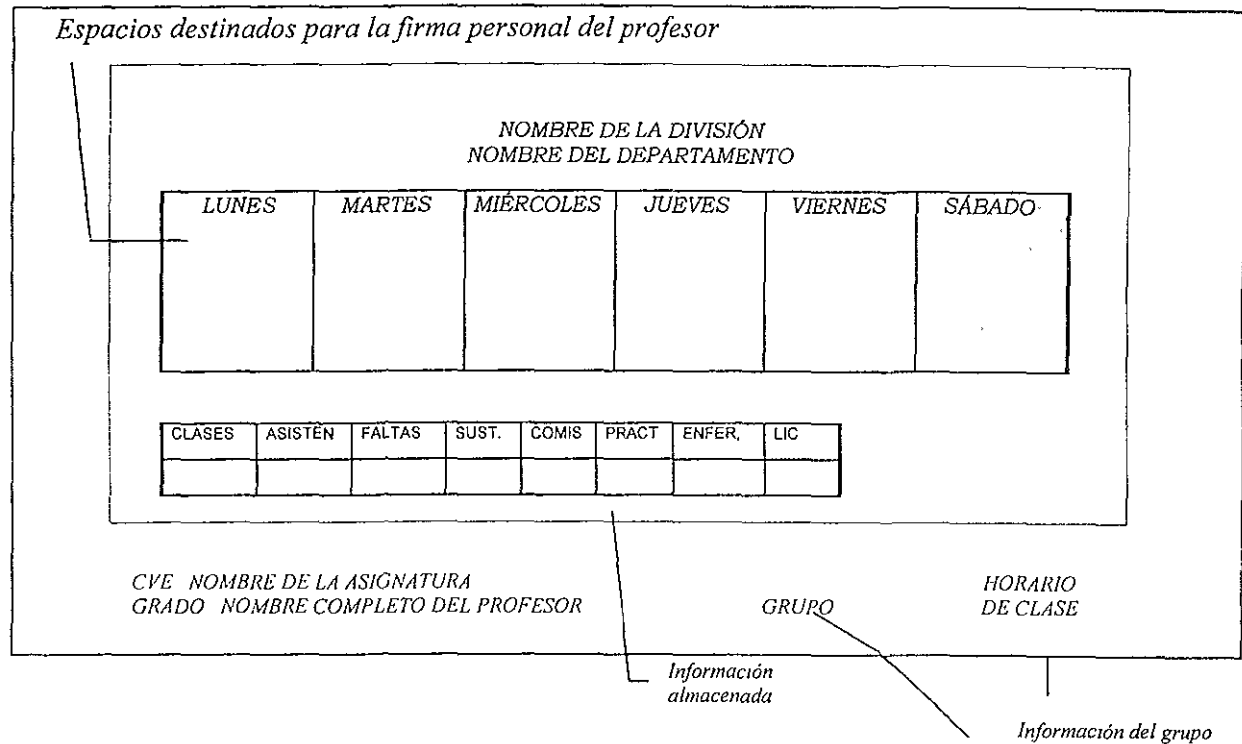 Espacios destinados para la firma personal del profesor
NOMBRE DE LA DIVISIÓN
NOMBRE DEL DEPARTAMENTO
LUNES MARTES MIÉRCOLES JUEVES VIERNES SÁBADO
CLASES ASISTEN FALTAS SUST. COMIS PRACT ENFER, LIC
CVE NOMBRE DE LA ASIGNATURA
GRADO NOMBRE COMPLETO DEL PROFESOR
GRUPO
HORARIO
DE CLASE
Información
almacenada
Información del grupo